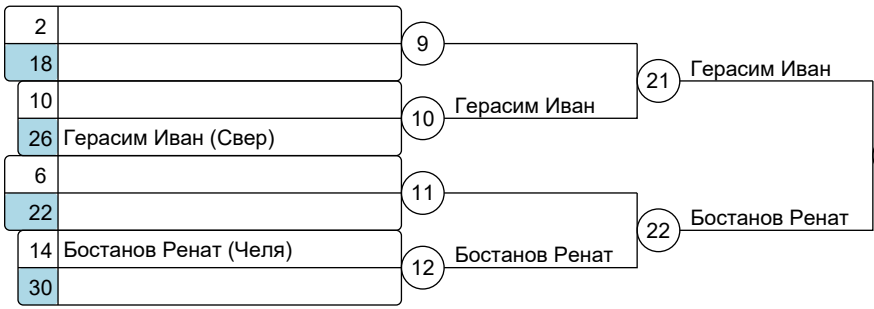 2
18
9
10
10
Герасим Иван
26 Герасим Иван (Свер)
21
Герасим Иван
6
22
11
14 Бостанов Ренат (Челя)
12
Бостанов Ренат
30
22
Бостанов Ренат